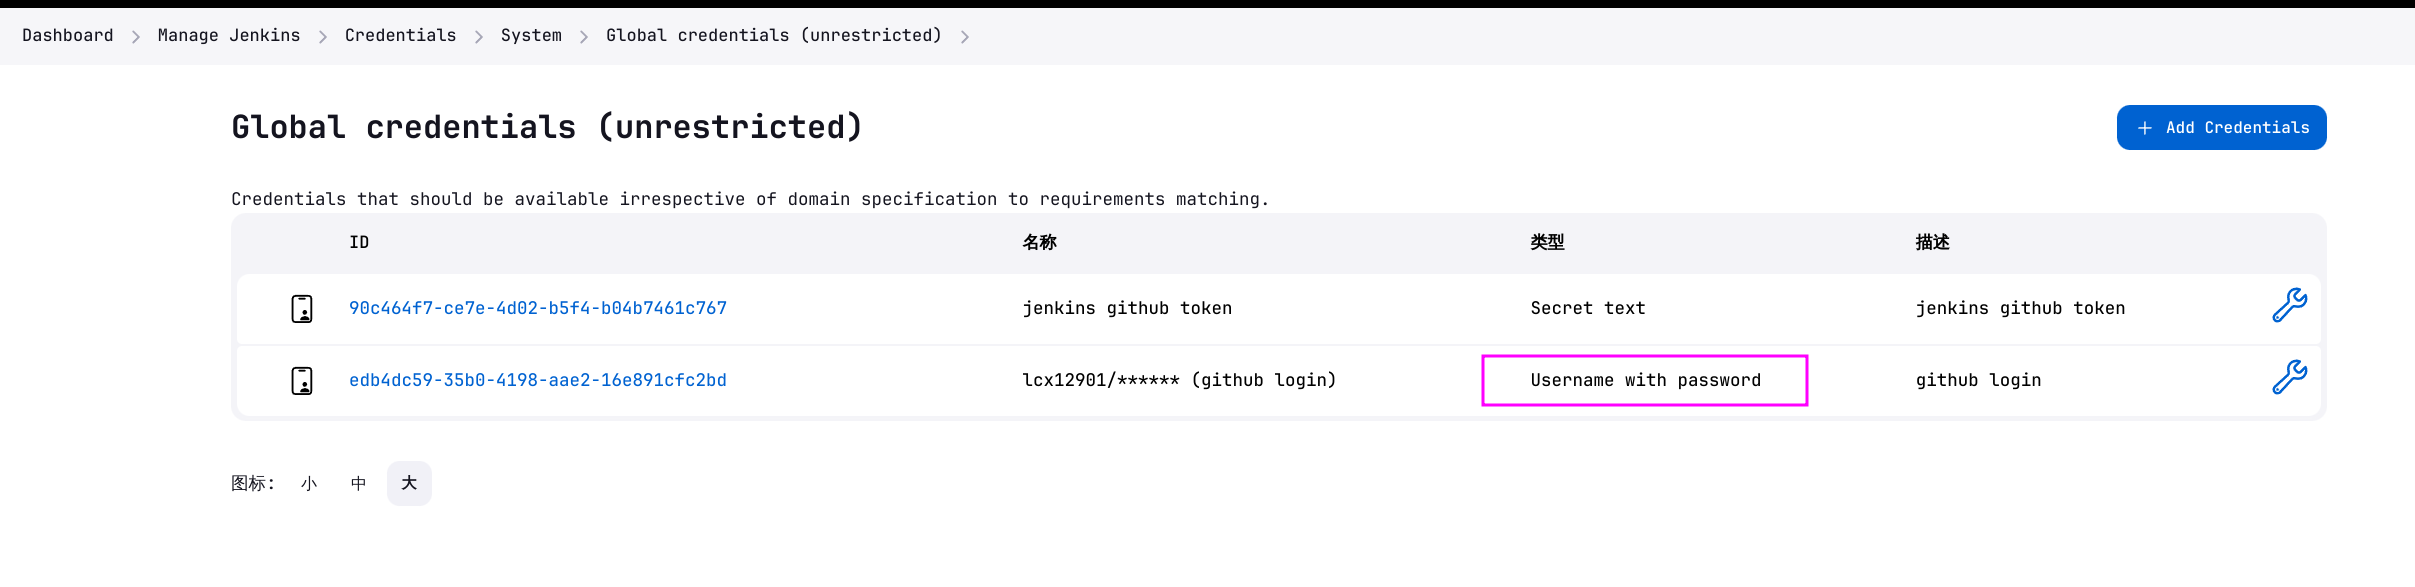 Dashboard > Manage Jenkins > Credentials > System > Global credentials (unrestricted) >
Global credentials (unrestricted)
+ Add Credentials
Credentials that should be available irrespective of domain specification to requirements matching.
ID 名称 类型 描述
90c464f7-ce7e-4d02-b5f4-b04b7461c767 jenkins github token Secret text jenkins github token
edb4dc59-35b0-4198-aae2-16e891cfc2bd lcx12901/****** (github login) Username with password github login
图标: 小 中 大